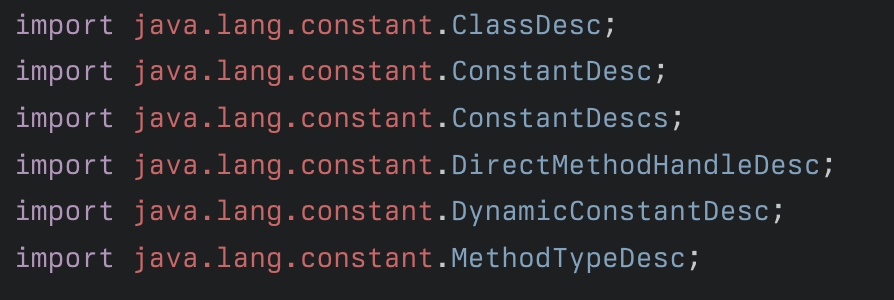 import java.lang.constant.ClassDesc;
import java.lang.constant.ConstantDesc;
import java.lang.constant.ConstantDescs;
import java.lang.constant.DirectMethodHandleDesc;
import java.lang.constant.DynamicConstantDesc;
import java.lang.constant.MethodTypeDesc;